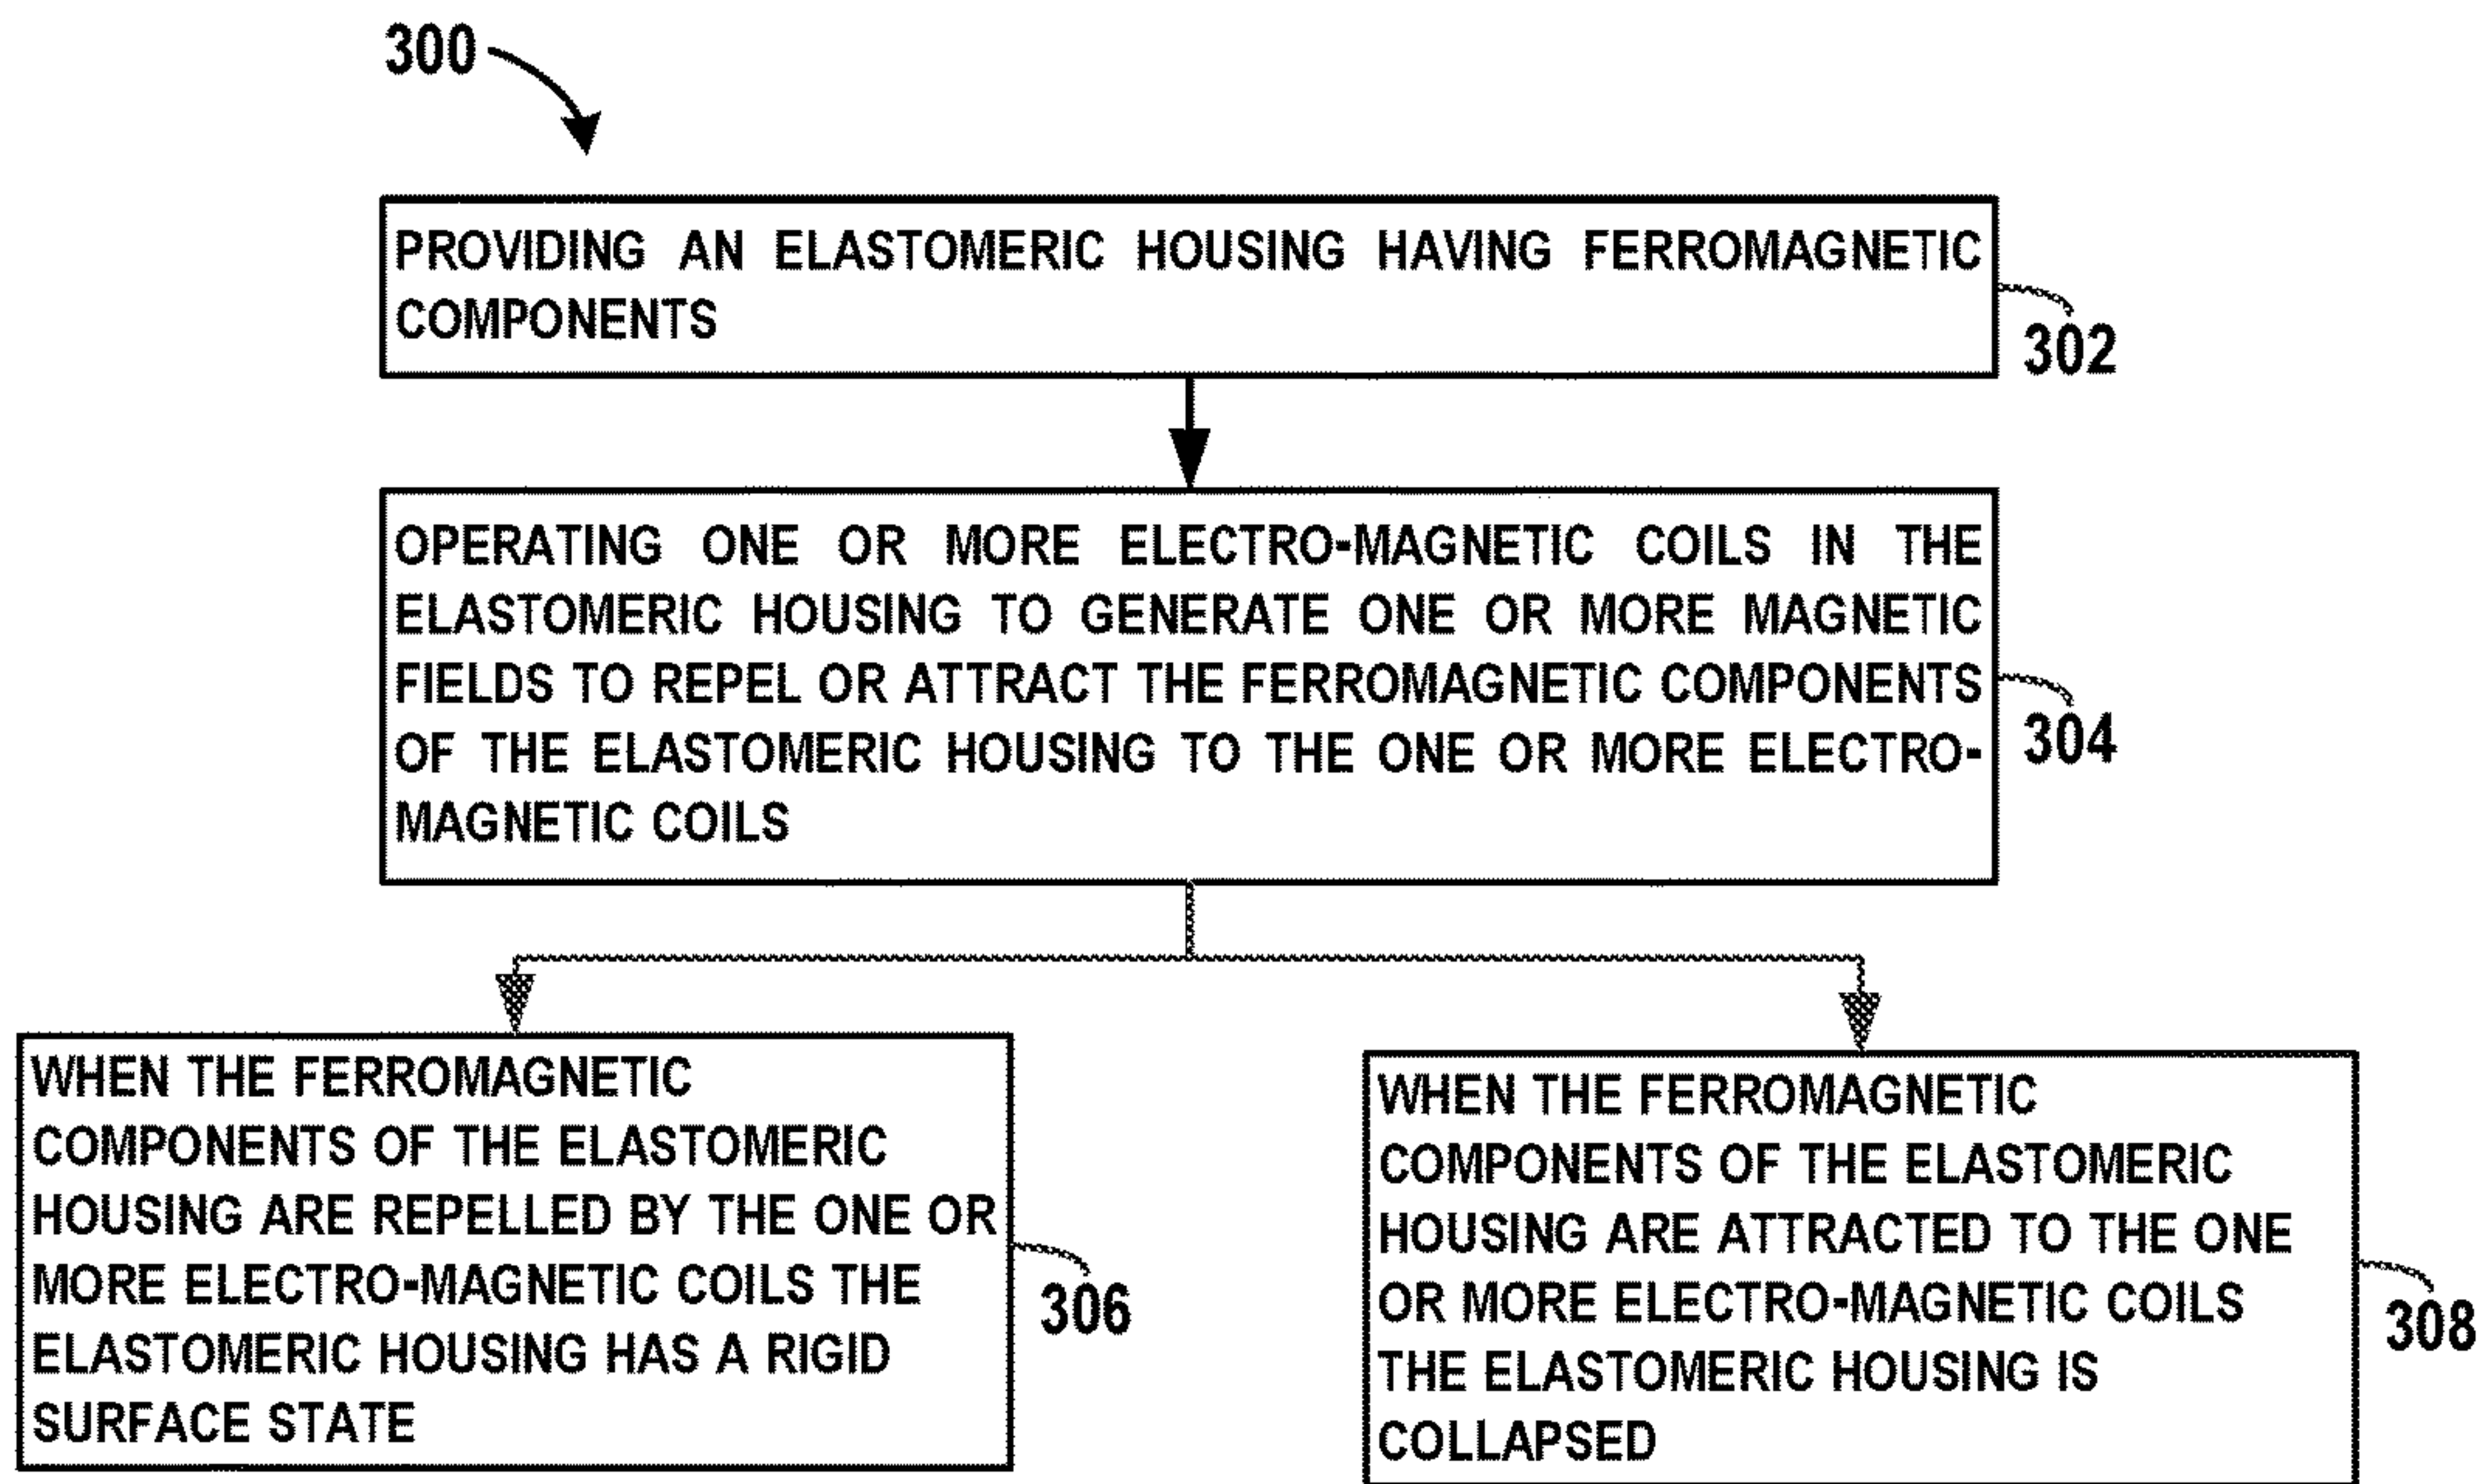 300
PROVIDING AN ELASTOMERIC HOUSING HAVING FERROMAGNETIC
COMPONENTS
302
OPERATING ONE OR MORE ELECTRO-MAGNETIC COILS IN THE
ELASTOMERIC HOUSING TO GENERATE ONE OR MORE MAGNETIC
FIELDS TO REPEL OR ATTRACT THE FERROMAGNETIC COMPONENTS
OF THE ELASTOMERIC HOUSING TO THE ONE OR MORE ELECTRO-
MAGNETIC COILS
304
WHEN THE FERROMAGNETIC
COMPONENTS OF THE ELASTOMERIC
HOUSING ARE REPELLED BY THE ONE OR
MORE ELECTRO-MAGNETIC COILS THE
ELASTOMERIC HOUSING HAS A RIGID
SURFACE STATE
306
WHEN THE FERROMAGNETIC
COMPONENTS OF THE ELASTOMERIC
HOUSING ARE ATTRACTED TO THE ONE
OR MORE ELECTRO-MAGNETIC COILS
THE ELASTOMERIC HOUSING IS
COLLAPSED
308